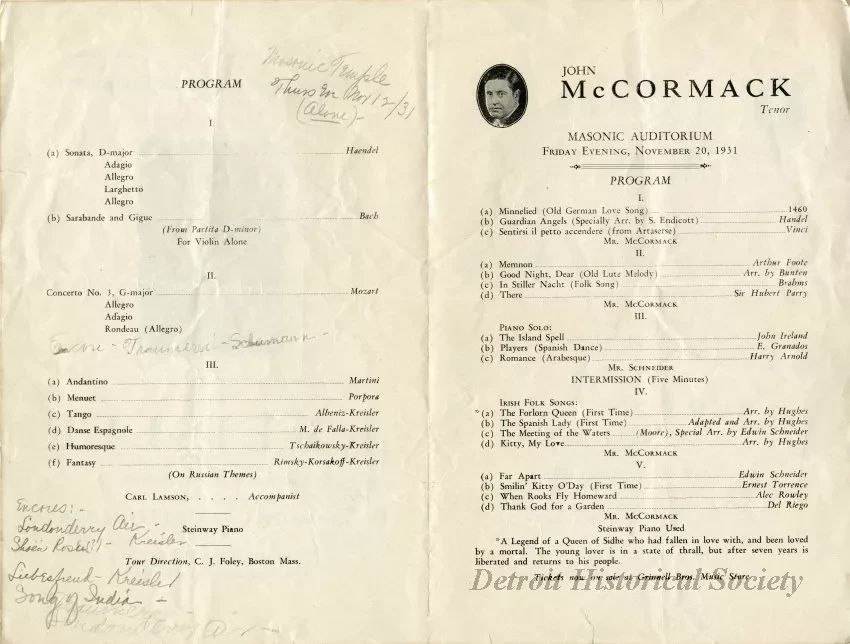 Masonic Temple
PROGRAM
Thurs Eve Nov 12/31
(Alone)-
I.
(a) Sonata, D-major Haendel
Adagio
Allegro
Larghetto
Allegro
(b) Sarabande and Gigue Bach
(From Partita D-minor)
For Violin Alone
II.
Concerto No. 3, G-major Mozart
Allegro
Adagio
Rondeau (Allegro)
Encore - Traumerei - Schumann -
III.
(a) Andantino Martini
(b) Menuet Porpora
(c) Tango Albeniz-Kreisler
(d) Danse Espagnole M. de Falla-Kreisler
(e) Humoresque Tschaikowsky-Kreisler
(f) Fantasy Rimsky-Korsakoff-Kreisler
(On Russian Themes)
CARL LAMSON, . . . . Accompanist
Encores:-
Londonderry Air -
Steinway Piano
Kreisler
Tour Direction, C. J. FOLEY, Boston Mass.
Liebesfreud - Kreisler
Song of India -
JOHN
McCORMACK
Tenor
MASONIC AUDITORIUM
FRIDAY EVENING, NOVEMBER 20, 1931
PROGRAM
I.
(a) Minnelied (Old German Love Song) 1460
(b) Guardian Angels (Specially Arr. by S. Endicott) Handel
(c) Sentirsi il petto accendere (from Artaserse) Vinci
MR. MCCORMACK
II.
(a) Memnon Arthur Foote
(b) Good Night, Dear (Old Lute Melody) Arr. by Bunten
(c) In Stiller Nacht (Folk Song) Brahms
(d) There Sir Hubert Parry
MR. MCCORMACK
III.
PIANO SOLO:
(a) The Island Spell John Ireland
(b) Players (Spanish Dance) E. Granados
(c) Romance (Arabesque) Harry Arnold
MR. SCHNEIDER
INTERMISSION (Five Minutes)
IV.
IRISH FOLK SONGS:
*(a) The Forlorn Queen (First Time) Arr. by Hughes
(b) The Spanish Lady (First Time) Adapted and Arr. by Hughes
(c) The Meeting of the Waters (Moore), Special Arr. by Edwin Schneider
(d) Kitty, My Love Arr. by Hughes
MR. MCCORMACK
V.
(a) Far Apart Edwin Schneider
(b) Smilin' Kitty O'Day (First Time) Ernest Torrence
(c) When Rooks Fly Homeward Alec Rowley
(d) Thank God for a Garden Del Riego
MR. MCCORMACK
Steinway Piano Used
*A Legend of a Queen of Sidhe who had fallen in love with, and been loved
by a mortal. The young lover is in a state of thrall, but after seven years is
liberated and returns to his people.
Tickets now on sale at Grinnell Bros. Music Store
Detroit Historical Society